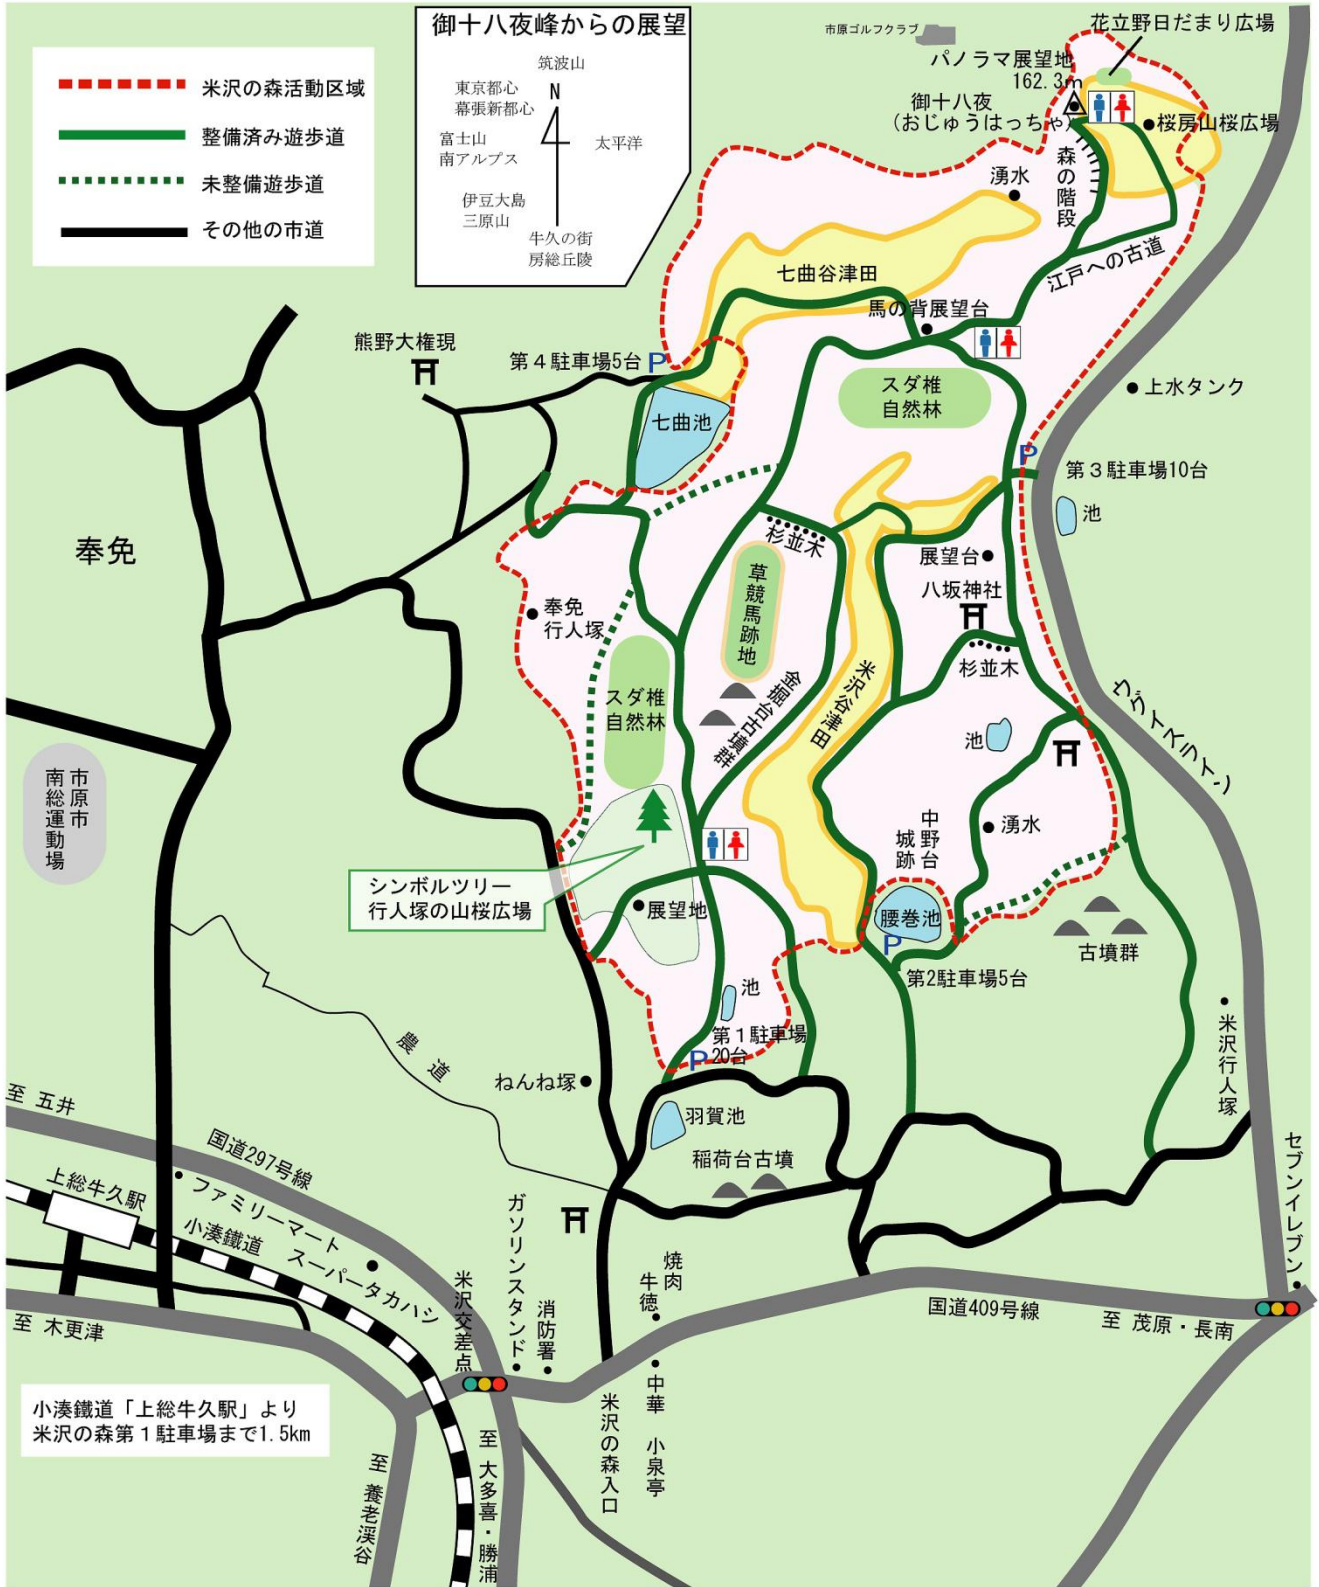 御十八夜峰からの展望
筑波山
東京都心
幕張新都心
N
富士山
南アルプス
太平洋
伊豆大島
三原山
牛久の街
房総丘陵
米沢の森活動区域
整備済み遊歩道
未整備遊歩道
その他の市道
市原ゴルフクラブ
花立野日だまり広場
パノラマ展望地
162.3m
御十八夜
(おじゅうはっちゃ)
桜房山桜広場
森の階段
湧水
江戸への古道
七曲谷津田
馬の背展望台
熊野大権現
第4駐車場5台
P
七曲池
スダ椎
自然林
上水タンク
P
第3駐車場10台
池
杉並木
展望台
八坂神社
杉並木
草競馬跡地
金掘台古墳群
米沢谷津田
奉免
奉免
行人塚
スダ椎
自然林
ウグイスライン
池
湧水
中野台
城跡
腰巻池
P
第2駐車場5台
古墳群
市原市
南総運動場
シンボルツリー
行人塚の山桜広場
展望地
池
第1駐車場
20台
P
農道
ねんね塚
羽賀池
稲荷台古墳
米沢行人塚
至 五井
国道297号線
上総牛久駅
ファミリーマート
小湊鐵道
スーパータカハシ
米沢交差点
ガソリンスタンド
消防署
焼肉
牛徳
中華 小泉亭
米沢の森入口
国道409号線
至 茂原・長南
セブンイレブン
至 木更津
小湊鐵道「上総牛久駅」より
米沢の森第1駐車場まで1.5km
至 養老渓谷
至 大多喜・勝浦